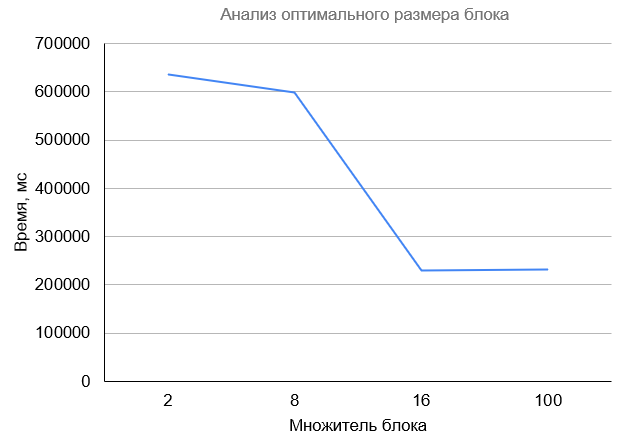 Анализ оптимального размера блока
700000
600000
500000
400000
300000
200000
100000
0
Время, мс
2 8 16 100
Множитель блока